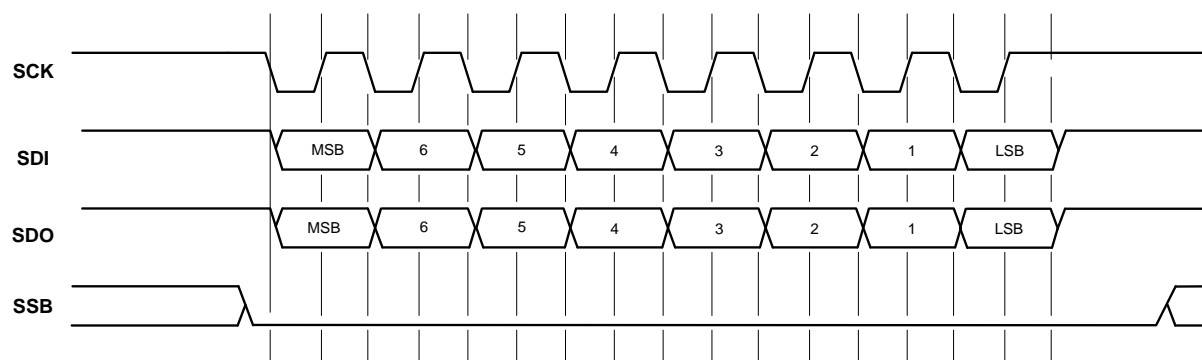 SCK
SDI MSB 6 5 4 3 2 1 LSB
SDO MSB 6 5 4 3 2 1 LSB
SSB